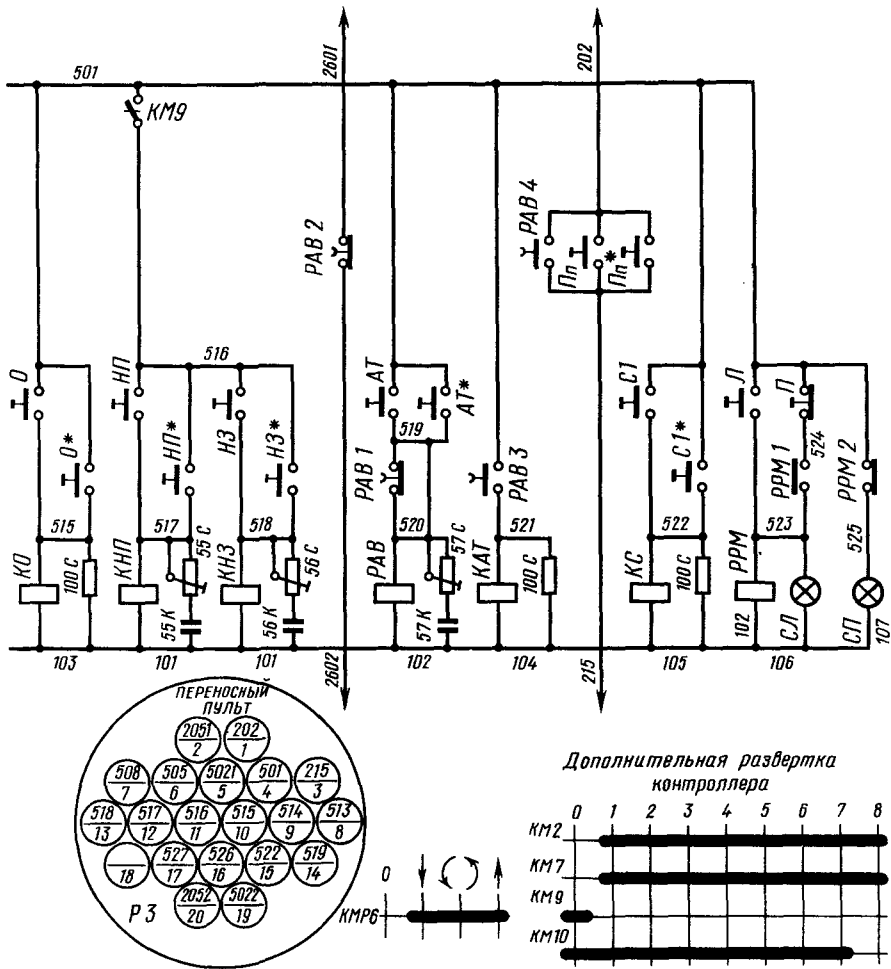 501
2601
202
КМ9
РАВ 2
РАВ 4
Пп
*
Пп
516
О
О*
НП
НП*
НЗ
НЗ*
АТ
АТ*
519
РАВ 1
РАВ 3
С1
С1*
Л
П
524
РРМ 1
РРМ 2
515
517
518
520
521
522
523
525
КО
100 С
КНП
55 С
55 К
КНЗ
56 С
56 К
РАВ
57 С
57 К
КАТ
100 С
КС
100 С
РРМ
102
СЛ
СП
107
103
101
101
2602
102
104
215
105
106
ПЕРЕНОСНЫЙ
ПУЛЬТ
2051 202
2 1
508 505 5021 501 215
7 6 5 4 3
518 517 516 515 514 513
13 12 11 10 9 8
527 526 522 519
18 17 16 15 14
2052 5022
20 19
Р 3
Дополнительная развертка
контроллера
0 1 2 3 4 5 6 7 8
КМ2
КМ7
КМ9
КМ10
0
КМР6